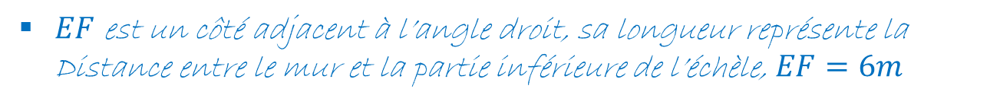 ▪ EF est un côté adjacent à l'angle droit, sa longueur représente la
Distance entre le mur et la partie inférieure de l'échèle, EF = 6m